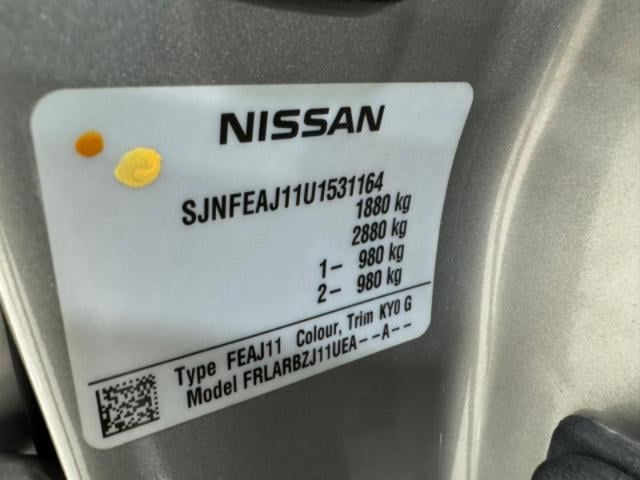 NISSAN
SJNFEAJ11U1531164
1880 kg
2880 kg
1- 980 kg
2- 980 kg
Type FEAJ11 Colour, Trim KY0 G
Model FRLARBZJ11UEA--A--